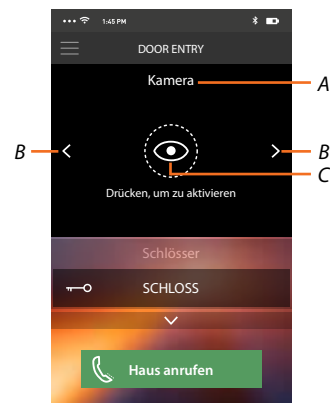 1:45 PM
DOOR ENTRY
Kamera
A
B
B
C
Drücken, um zu aktivieren
Schlösser
SCHLOSS
Haus anrufen